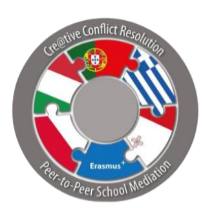 Cre@tive Conflict Resolution
Erasmus+
Peer-to-Peer School Mediation